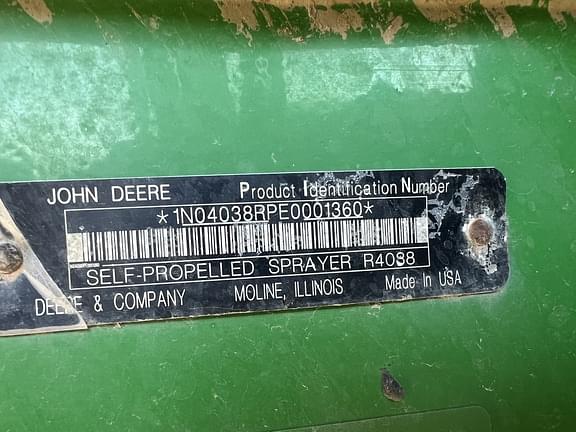 JOHN DEERE Product Identification Number
*1N04038RPE0001360*
SELF-PROPELLED SPRAYER R4038
DEERE & COMPANY MOLINE, ILLINOIS Made In USA